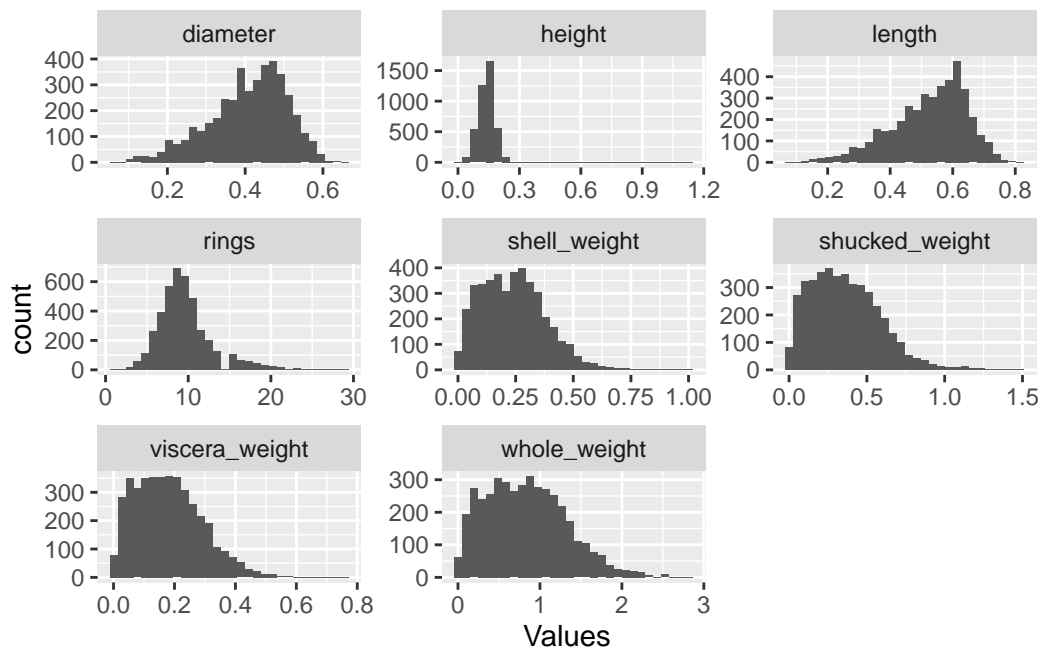 diameter
height
length
400
300
200
100
0
0.2 0.4 0.6
1500
1000
500
0
0.0 0.3 0.6 0.9 1.2
400
300
200
100
0
0.2 0.4 0.6 0.8
rings
shell_weight
shucked_weight
count
600
400
200
0
0 10 20 30
400
300
200
100
0
0.00 0.25 0.50 0.75 1.00
300
200
100
0
0.0 0.5 1.0 1.5
viscera_weight
whole_weight
300
200
100
0
0.0 0.2 0.4 0.6 0.8
300
200
100
0
0 1 2 3
Values